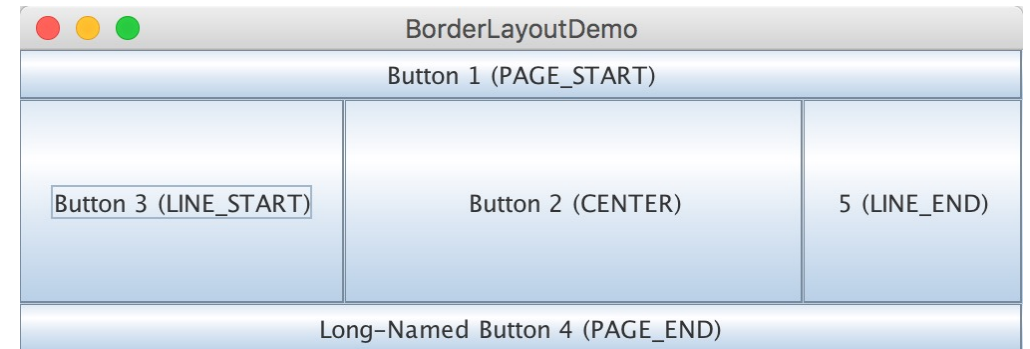 BorderLayoutDemo
Button 1 (PAGE_START)
Button 3 (LINE_START)
Button 2 (CENTER)
5 (LINE_END)
Long-Named Button 4 (PAGE_END)